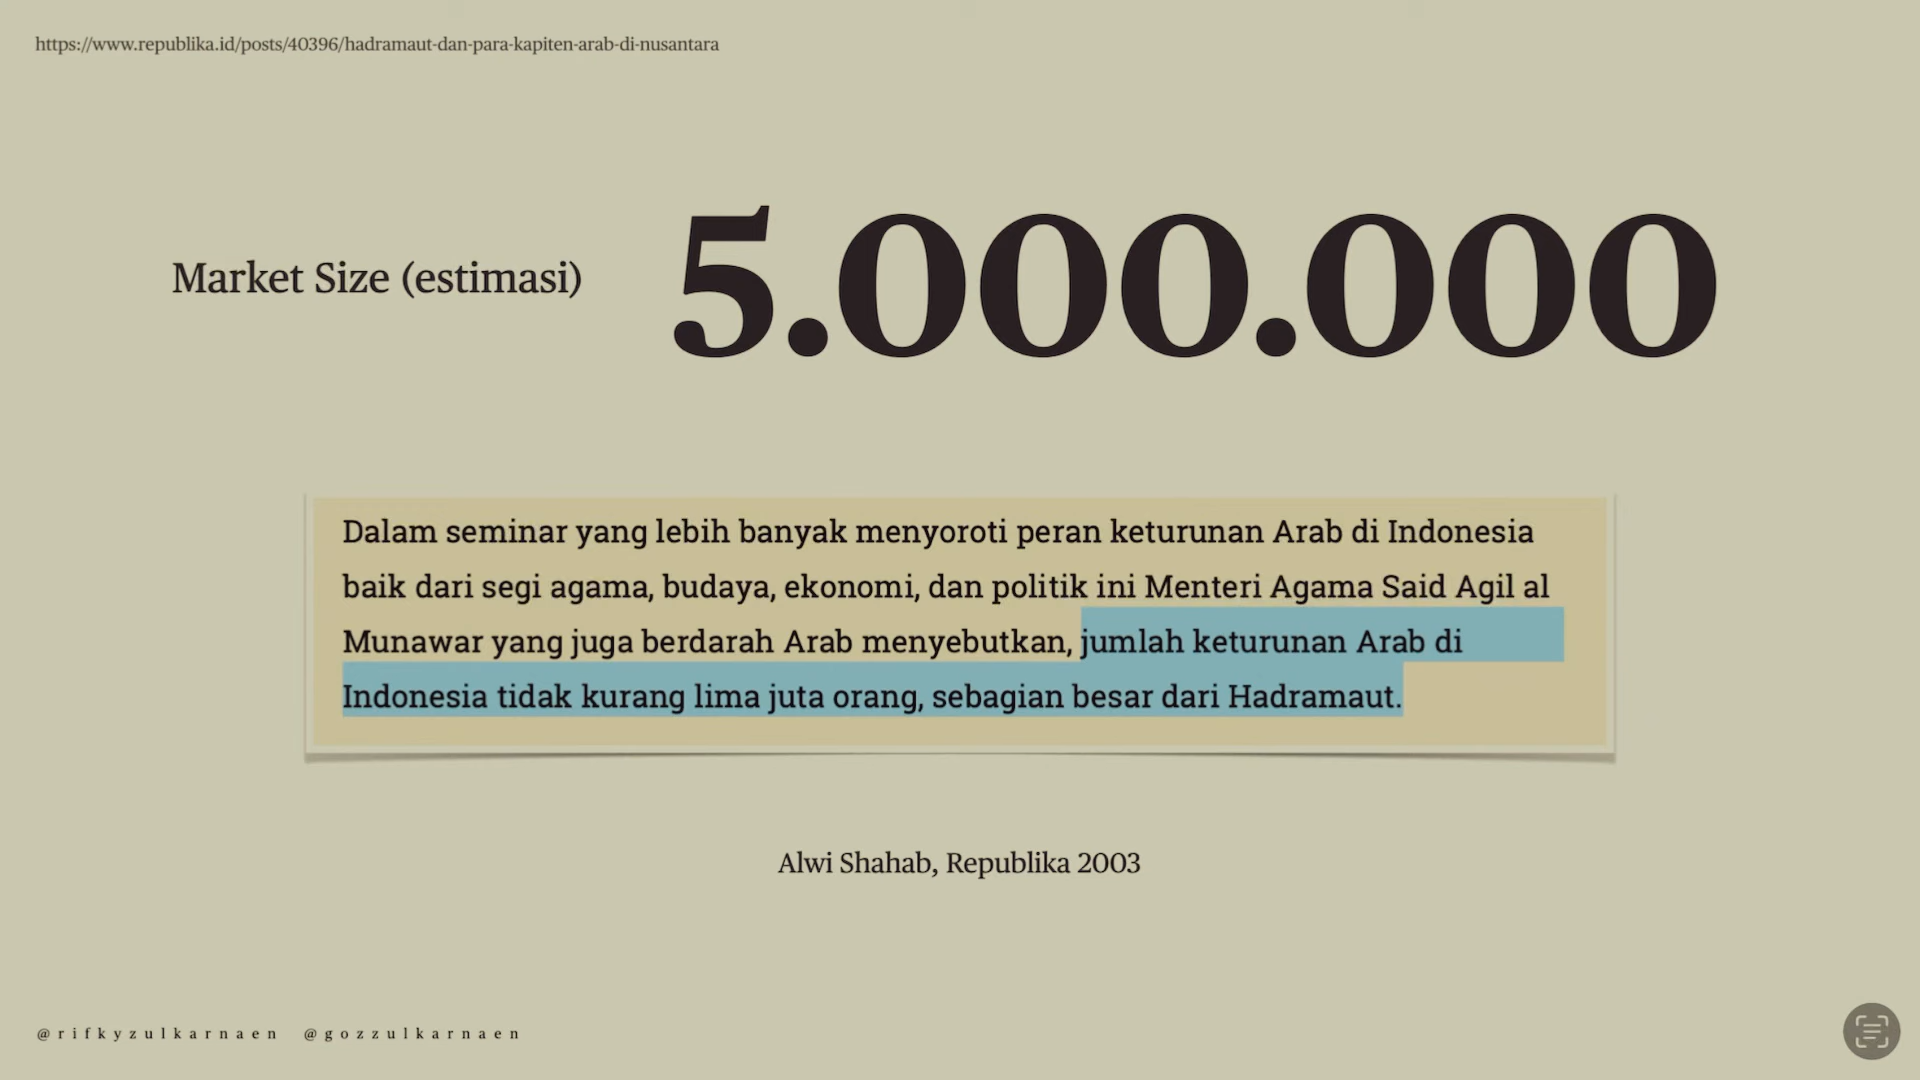 https://www.republika.id/posts/40396/hadramaut-dan-para-kapiten-arab-di-nusantara
Market Size (estimasi)
5.000.000
Dalam seminar yang lebih banyak menyoroti peran keturunan Arab di Indonesia
baik dari segi agama, budaya, ekonomi, dan politik ini Menteri Agama Said Agil al
Munawar yang juga berdarah Arab menyebutkan, jumlah keturunan Arab di
Indonesia tidak kurang lima juta orang, sebagian besar dari Hadramaut.
Alwi Shahab, Republika 2003
@rifkyzulkarnaen @gozzulkarnaen